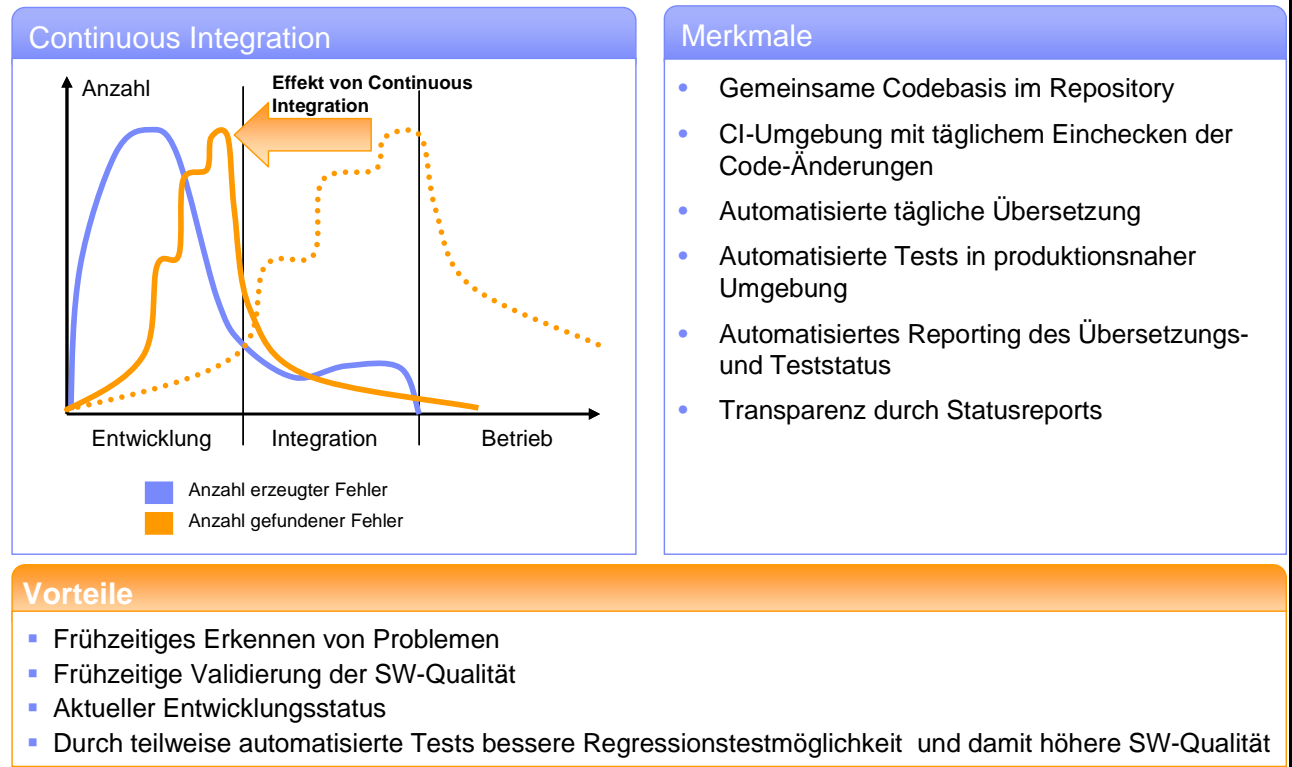 Continuous Integration
Anzahl
Effekt von Continuous
Integration
Entwicklung
Integration
Betrieb
Anzahl erzeugter Fehler
Anzahl gefundener Fehler
Merkmale
• Gemeinsame Codebasis im Repository
• CI-Umgebung mit täglichem Einchecken der
Code-Änderungen
• Automatisierte tägliche Übersetzung
• Automatisierte Tests in produktionsnaher
Umgebung
• Automatisiertes Reporting des Übersetzungs-
und Teststatus
• Transparenz durch Statusreports
Vorteile
▪ Frühzeitiges Erkennen von Problemen
▪ Frühzeitige Validierung der SW-Qualität
▪ Aktueller Entwicklungsstatus
▪ Durch teilweise automatisierte Tests bessere Regressionstestmöglichkeit und damit höhere SW-Qualität